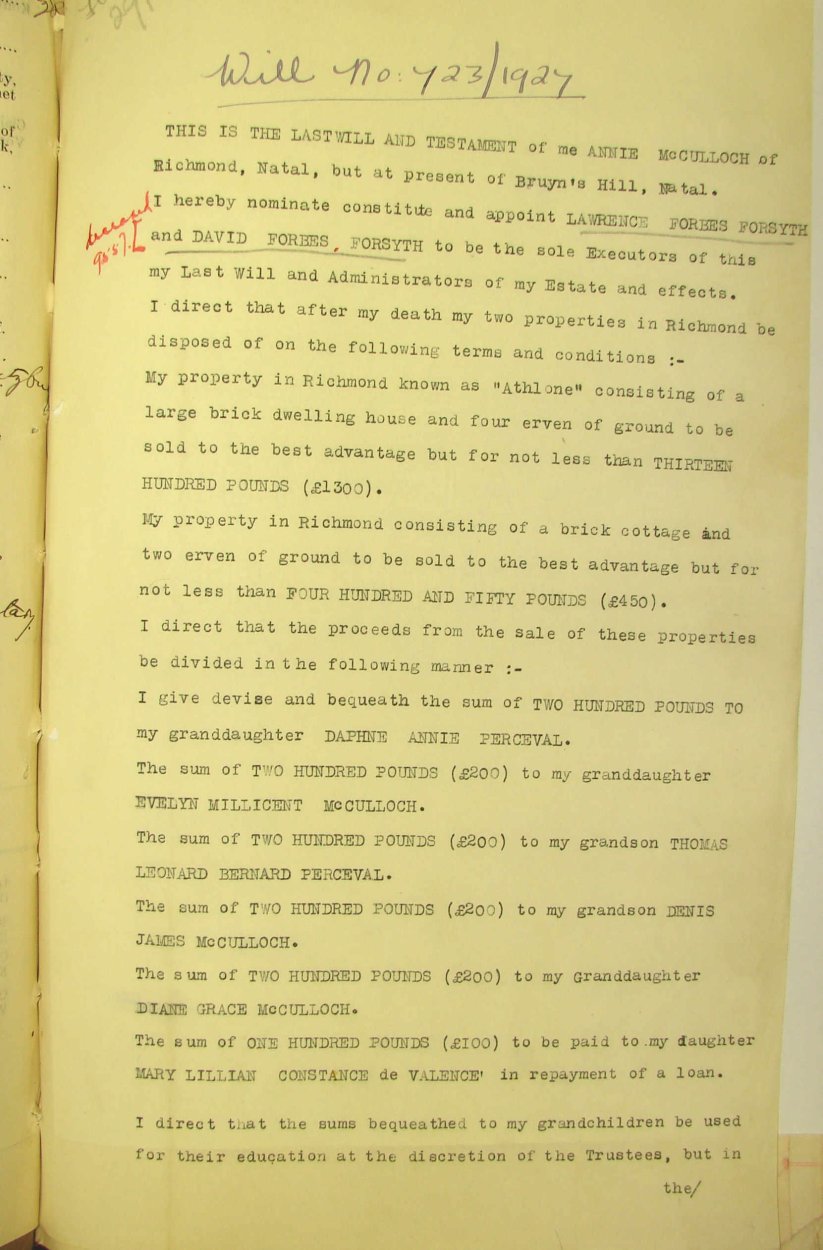 Will No: 723/1927
THIS IS THE LASTWILL AND TESTAMENT of me ANNIE McCULLOCH of
Richmond, Natal, but at present of Bruyn's Hill, Natal.
I hereby nominate constitute and appoint LAWRENCE FORBES FORSYTH
and DAVID FORBES, FORSYTH to be the sole Executors of this
my Last Will and Administrators of my Estate and effects.
I direct that after my death my two properties in Richmond be
disposed of on the following terms and conditions :-
My property in Richmond known as "Athlone" consisting of a
large brick dwelling house and four erven of ground to be
sold to the best advantage but for not less than THIRTEEN
HUNDRED POUNDS (£1300).
My property in Richmond consisting of a brick cottage and
two erven of ground to be sold to the best advantage but for
not less than FOUR HUNDRED AND FIFTY POUNDS (£450).
I direct that the proceeds from the sale of these properties
be divided in the following manner :-
I give devise and bequeath the sum of TWO HUNDRED POUNDS TO
my granddaughter DAPHNE ANNIE PERCEVAL.
The sum of TWO HUNDRED POUNDS (£200) to my granddaughter
EVELYN MILLICENT McCULLOCH.
The sum of TWO HUNDRED POUNDS (£200) to my grandson THOMAS
LEONARD BERNARD PERCEVAL.
The sum of TWO HUNDRED POUNDS (£200) to my grandson DENIS
JAMES McCULLOCH.
The sum of TWO HUNDRED POUNDS (£200) to my Granddaughter
DIANE GRACE McCULLOCH.
The sum of ONE HUNDRED POUNDS (£100) to be paid to my daughter
MARY LILLIAN CONSTANCE de VALENCE' in repayment of a loan.
I direct that the sums bequeathed to my grandchildren be used
for their education at the discretion of the Trustees, but in
the/